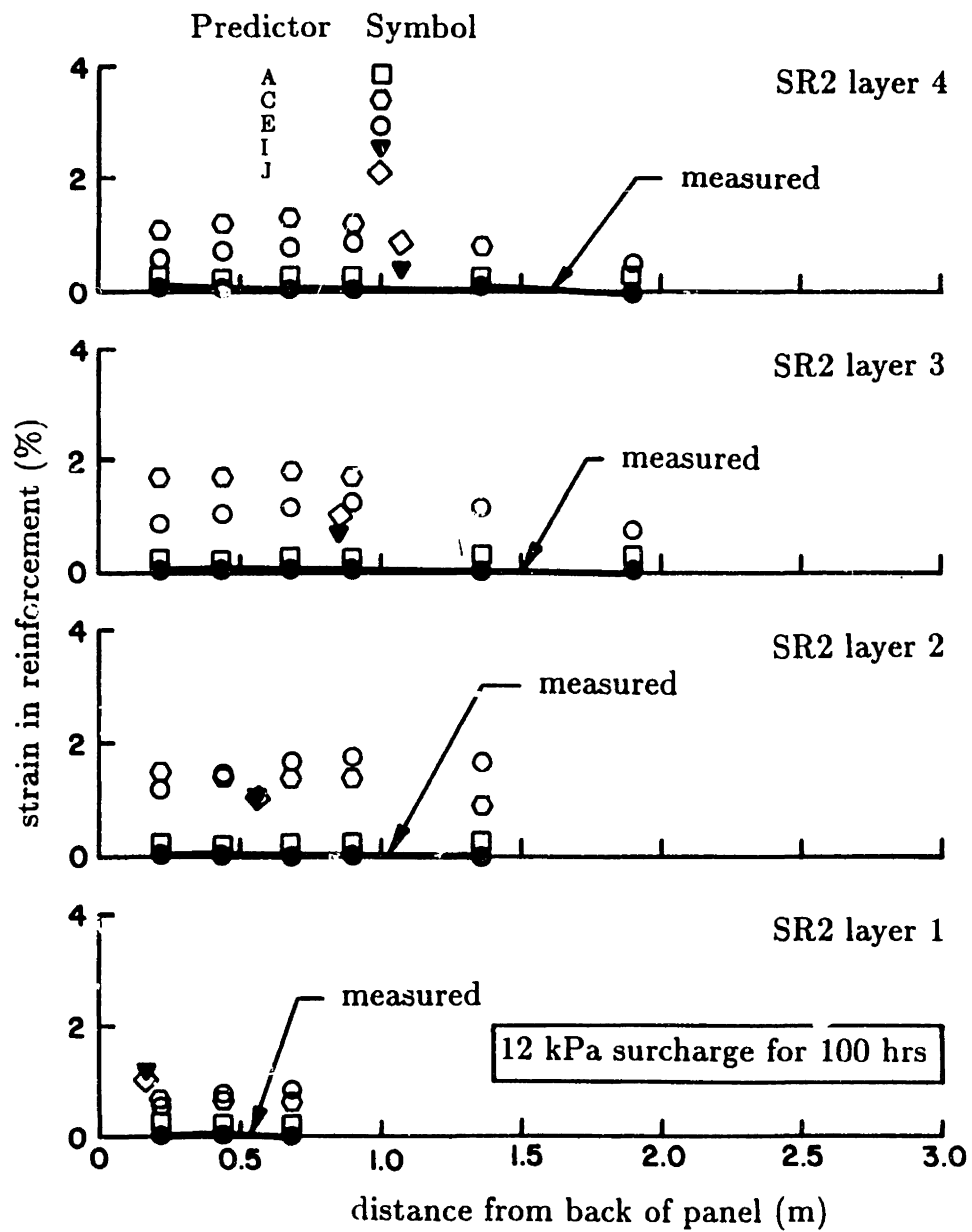 Predictor Symbol
A
C
E
I
J
SR2 layer 4
measured
4
2
0
SR2 layer 3
measured
4
2
0
SR2 layer 2
measured
4
2
0
SR2 layer 1
measured
12 kPa surcharge for 100 hrs
4
2
0
0 0.5 1.0 1.5 2.0 2.5 3.0
strain in reinforcement (%)
distance from back of panel (m)